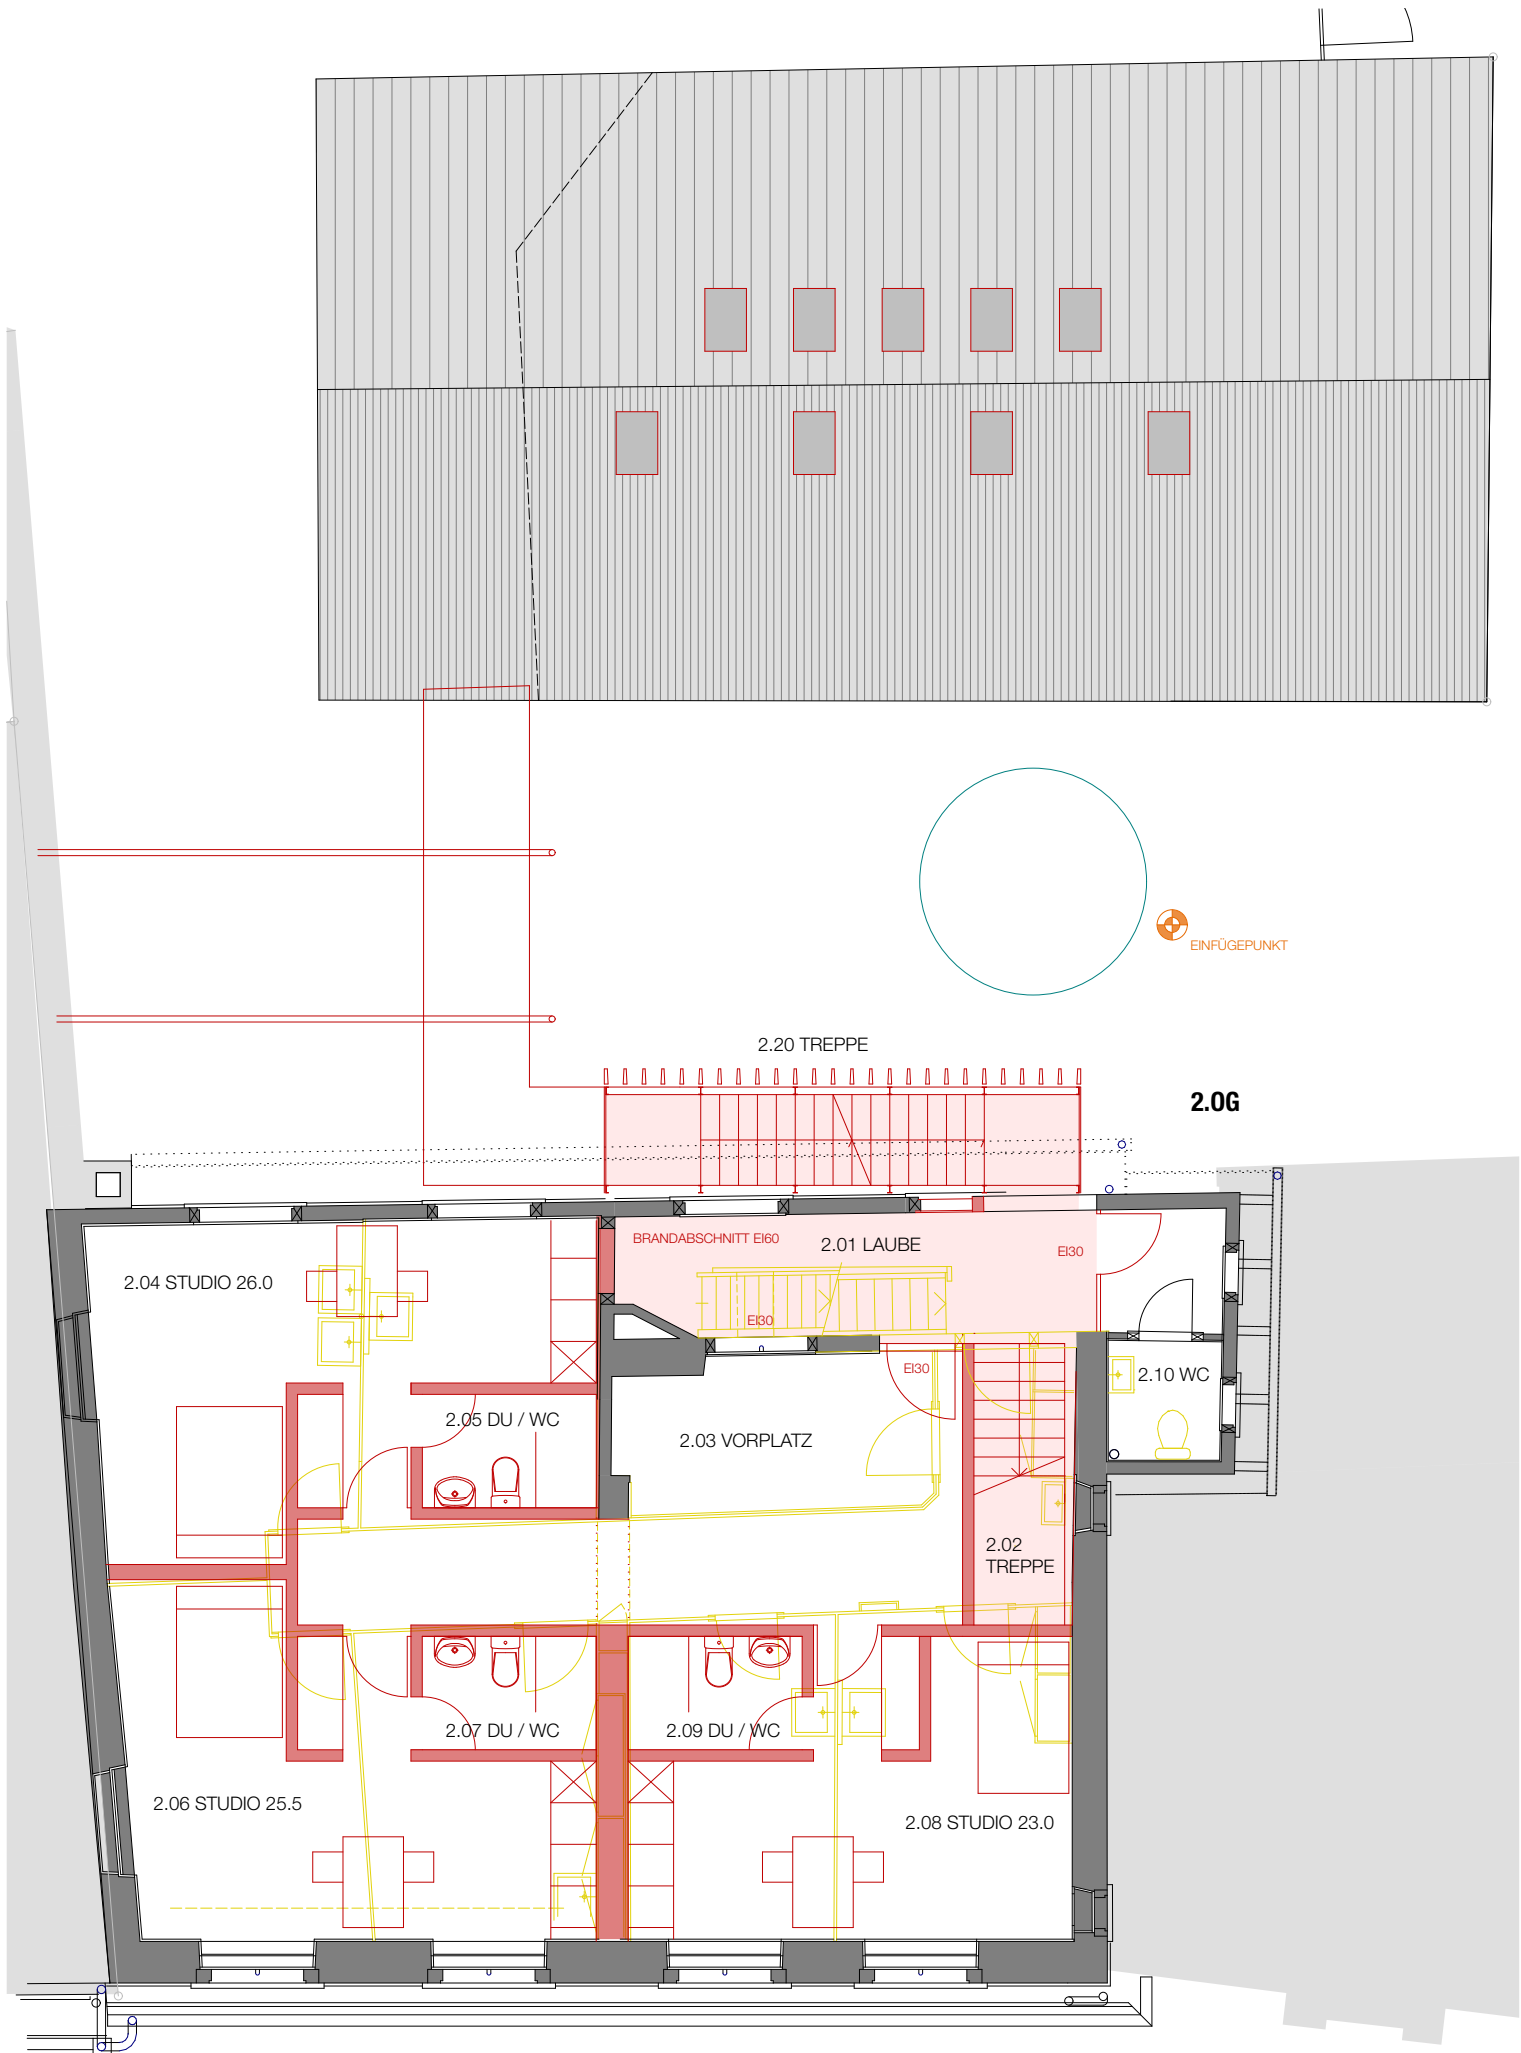 EINFÜGEPUNKT
2.20 TREPPE
2.OG
BRANDABSCHNITT EI60
2.01 LAUBE
EI30
2.04 STUDIO 26.0
EI30
EI30
2.10 WC
2.05 DU / WC
2.03 VORPLATZ
2.02
TREPPE
2.07 DU / WC
2.09 DU / WC
2.06 STUDIO 25.5
2.08 STUDIO 23.0